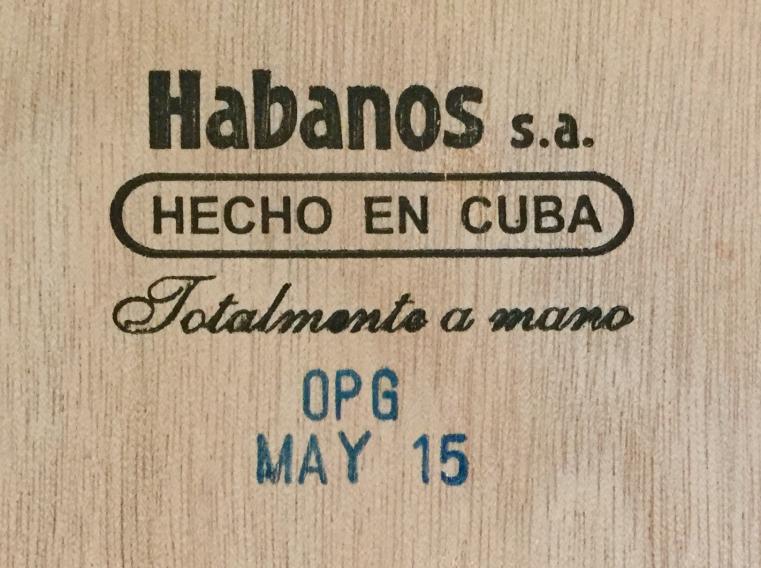 Habanos s.a.
HECHO EN CUBA
Totalmente a mano
OPG
MAY 15